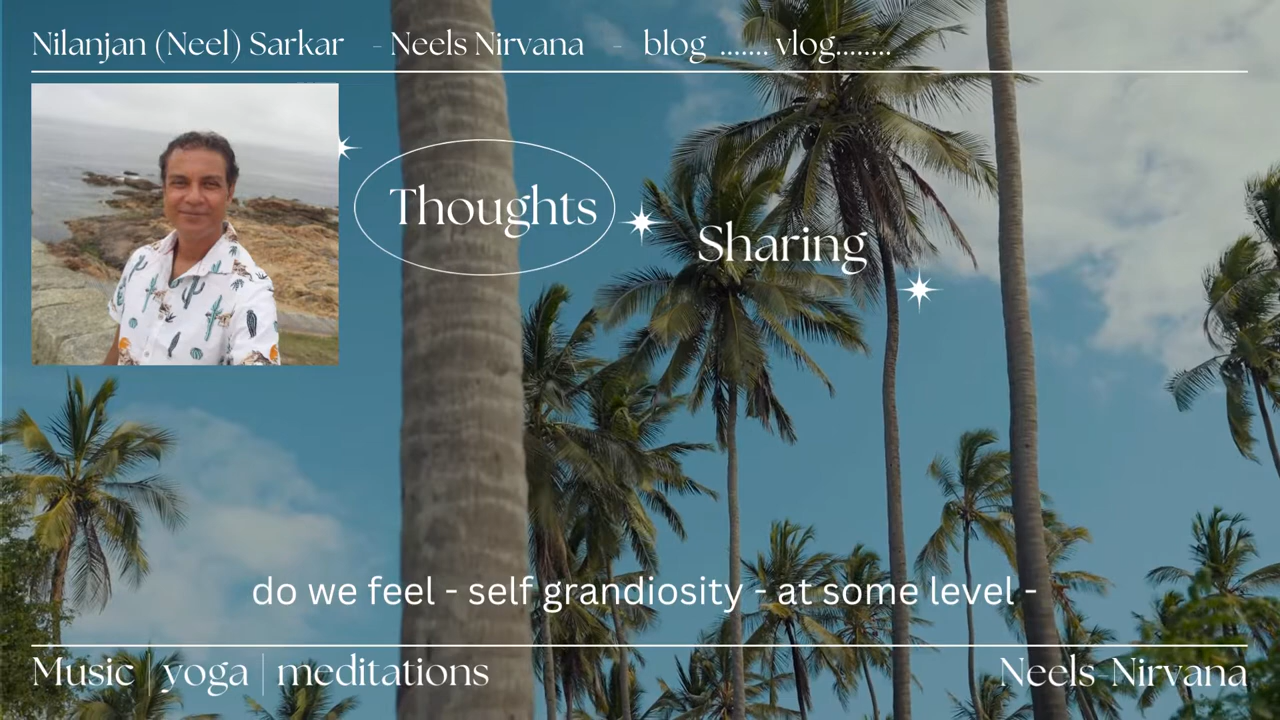 Nilanjan (Neel) Sarkar - Neels Nirvana - blog ....... vlog........
Thoughts
Sharing
do we feel - self grandiosity - at some level -
Music | yoga | meditations
Neels Nirvana